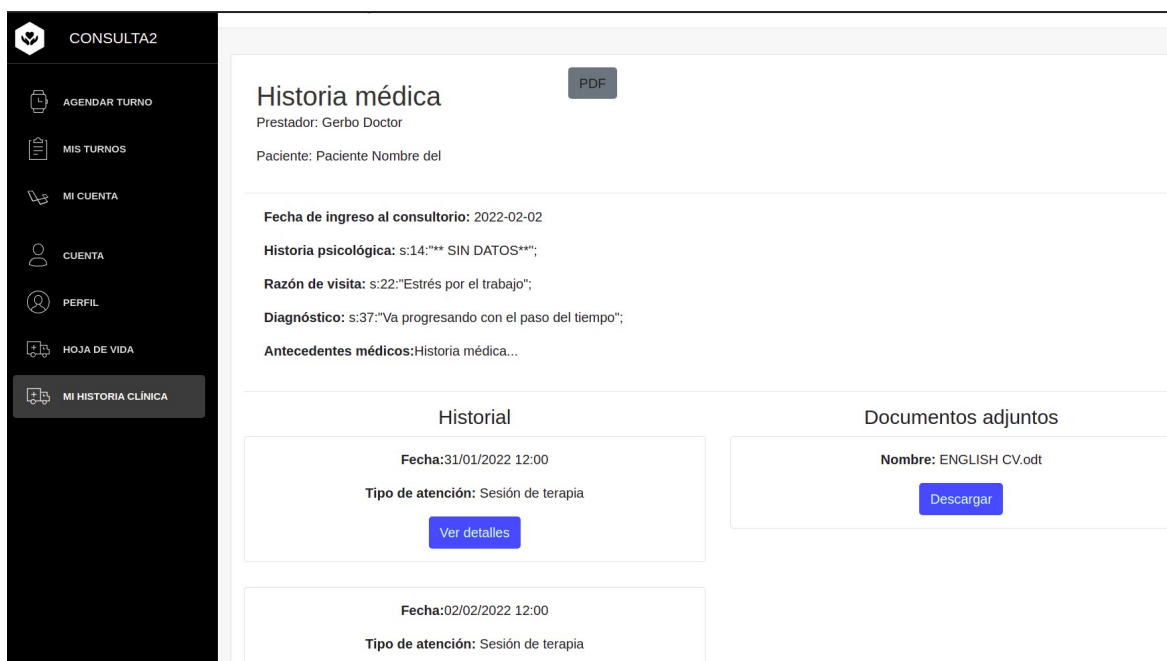 CONSULTA2
AGENDAR TURNO
MIS TURNOS
MI CUENTA
CUENTA
PERFIL
HOJA DE VIDA
MI HISTORIA CLÍNICA
Historia médica
PDF
Prestador: Gerbo Doctor
Paciente: Paciente Nombre del
Fecha de ingreso al consultorio: 2022-02-02
Historia psicológica: s:14:"** SIN DATOS**";
Razón de visita: s:22:"Estrés por el trabajo";
Diagnóstico: s:37:"Va progresando con el paso del tiempo";
Antecedentes médicos:Historia médica...
Historial
Fecha:31/01/2022 12:00
Tipo de atención: Sesión de terapia
Ver detalles
Fecha:02/02/2022 12:00
Tipo de atención: Sesión de terapia
Documentos adjuntos
Nombre: ENGLISH CV.odt
Descargar